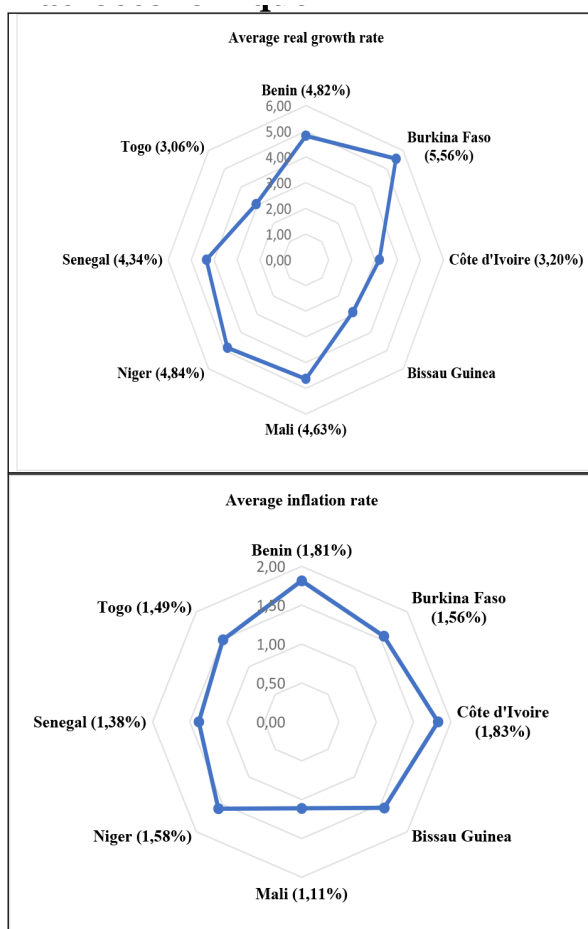 Average real growth rate
Benin (4,82%)
6,00
Burkina Faso
(5,56%)
5,00
Togo (3,06%)
4,00
3,00
2,00
1,00
Senegal (4,34%)
0,00
Côte d'Ivoire (3,20%)
Niger (4,84%)
Bissau Guinea
Mali (4,63%)
Average inflation rate
Benin (1,81%)
2,00
Burkina Faso
(1,56%)
Togo (1,49%)
1,50
1,00
0,50
Senegal (1,38%)
0,00
Côte d'Ivoire
(1,83%)
Niger (1,58%)
Bissau Guinea
Mali (1,11%)